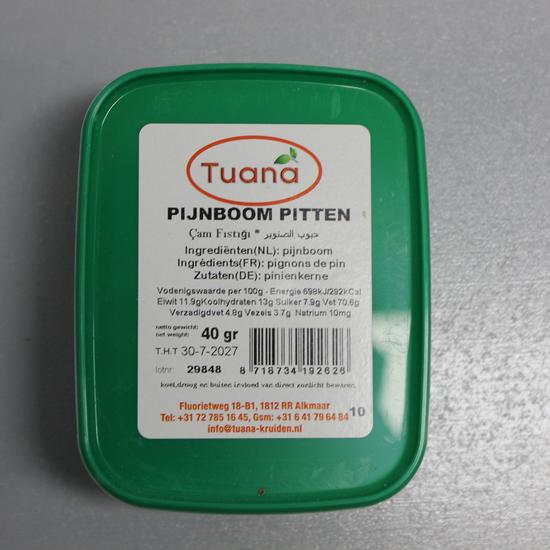 Tuana
PIJNBOOM PITTEN
Çam Fıstığı * حبوب الصنوبر
Ingrediënten(NL): pijnboom
Ingrédients(FR): pignons de pin
Zutaten(DE): pinienkerne
Vodenigswaarde per 100g - Energie 698kJ/292kCal
Eiwit 11.9gKoolhydraten 13g Suiker 7.9g Vet 70.6g
Verzadigdvet 4.8g Vezels 3.7g Natrium 10mg
netto gewicht:
net weight: 40 gr
T.H.T 30-7-2027
lotnr: 29848
8 718734 192626
koel,droog en buiten invloed van direct zonlicht bewaren.
Fluorietweg 18-B1, 1812 RR Alkmaar
Tel: +31 72 785 16 45, Gsm: +31 6 41 79 64 84 10
info@tuana-kruiden.nl